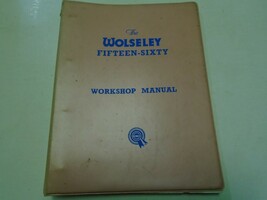 The
WOLSELEY
FIFTEEN-SIXTY
WORKSHOP MANUAL